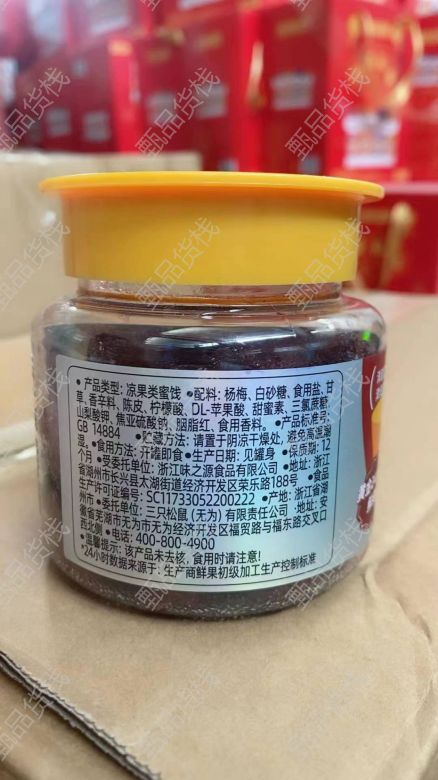 • 产品类型: 凉果类蜜饯 • 配料: 杨梅、白砂糖、食用盐、甘
草、香辛料、陈皮、柠檬酸、DL-苹果酸、甜蜜素、三氯蔗糖、
山梨酸钾、焦亚硫酸钠、胭脂红、食用香料。 • 产品标准号:
GB 14884 • 贮藏方法: 请置于阴凉干燥处, 避免高温潮
湿。 • 食用方法: 开罐即食 • 生产日期: 见罐身 • 保质期: 12
个月 • 受委托单位: 浙江味之源食品有限公司 • 地址: 浙江
省湖州市长兴县太湖街道经济开发区荣乐路188号 • 食品
生产许可证编号: SC11733052200222 • 产地: 浙江省湖
州市 • 委托单位: 三只松鼠 (无为) 有限责任公司 • 地址: 安
徽省芜湖市无为市无为经济开发区福贸路与福东路交叉口
西北侧 • 电话: 400-800-4900
• 温馨提示: 该产品未去核, 食用时请注意!
*24小时数据来源于: 生产商鲜果初级加工生产控制标准
甄品货栈